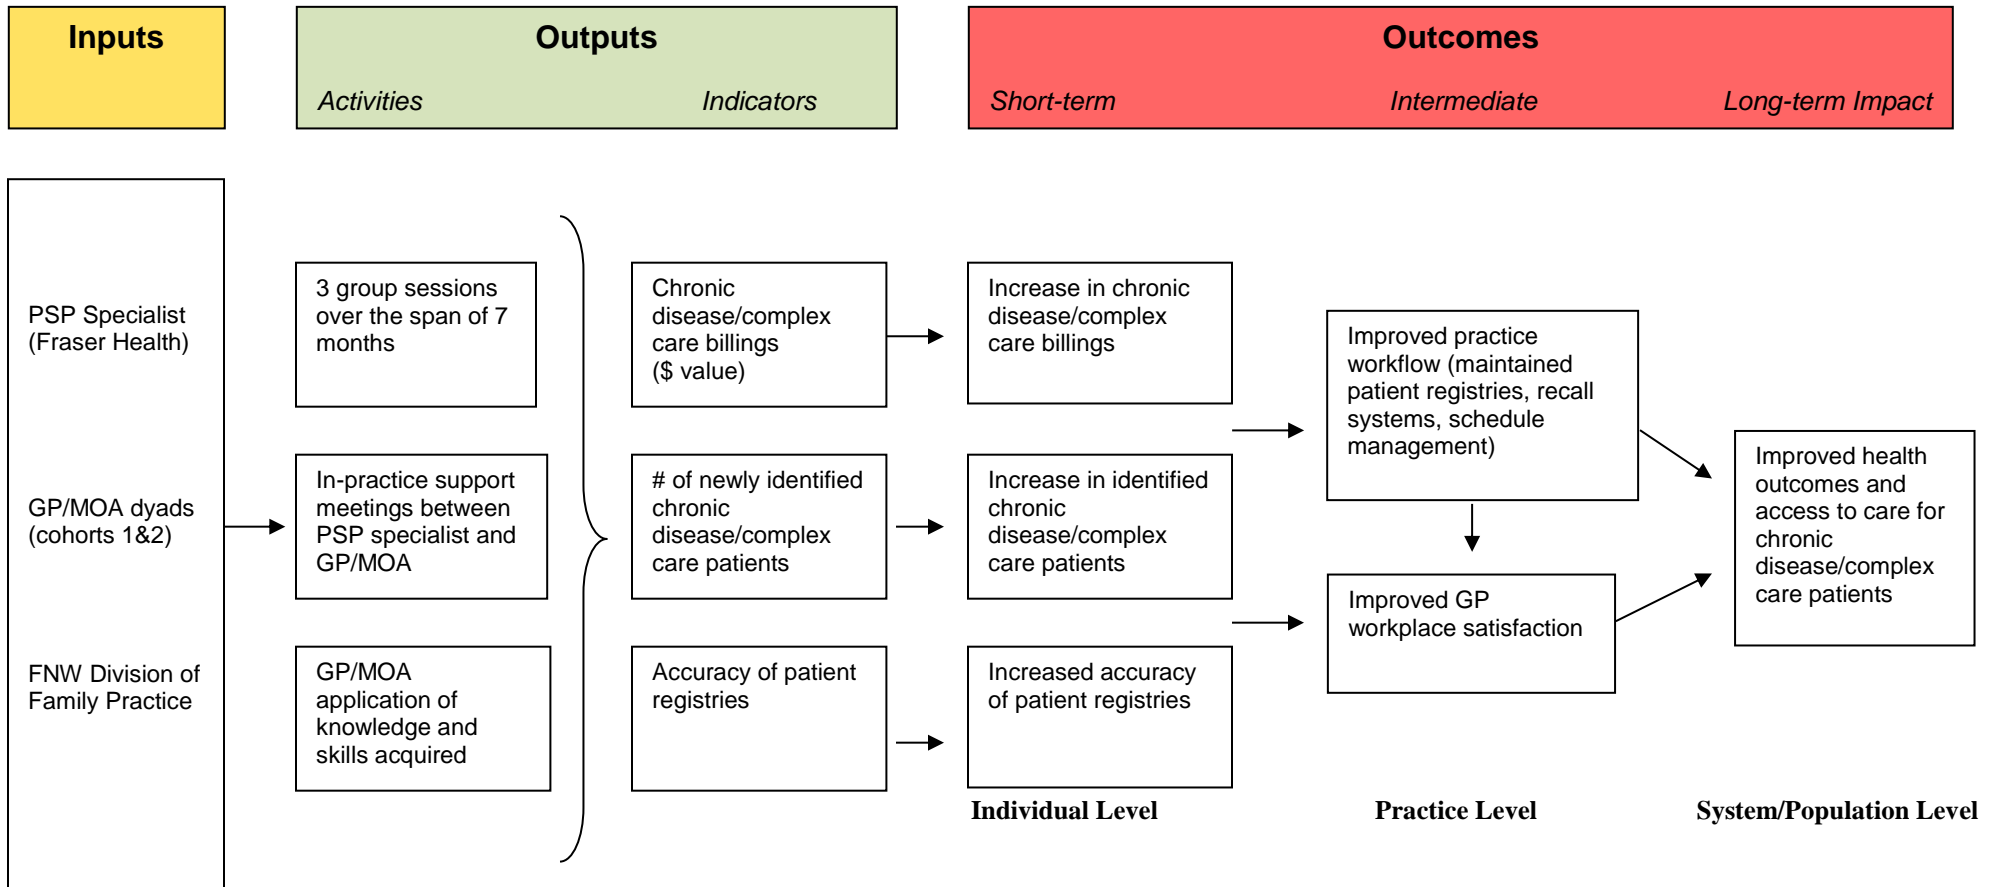 Inputs
Outputs
Activities
Indicators
Outcomes
Short-term
Intermediate
Long-term Impact
PSP Specialist
(Fraser Health)
GP/MOA dyads
(cohorts 1&2)
FNW Division of
Family Practice
3 group sessions
over the span of 7
months
In-practice support
meetings between
PSP specialist and
GP/MOA
GP/MOA
application of
knowledge and
skills acquired
Chronic
disease/complex
care billings
($ value)
# of newly identified
chronic
disease/complex
care patients
Accuracy of patient
registries
Increase in chronic
disease/complex
care billings
Increase in identified
chronic
disease/complex
care patients
Increased accuracy
of patient registries
Individual Level
Improved practice
workflow (maintained
patient registries, recall
systems, schedule
management)
Improved GP
workplace satisfaction
Practice Level
Improved health
outcomes and
access to care for
chronic
disease/complex
care patients
System/Population Level